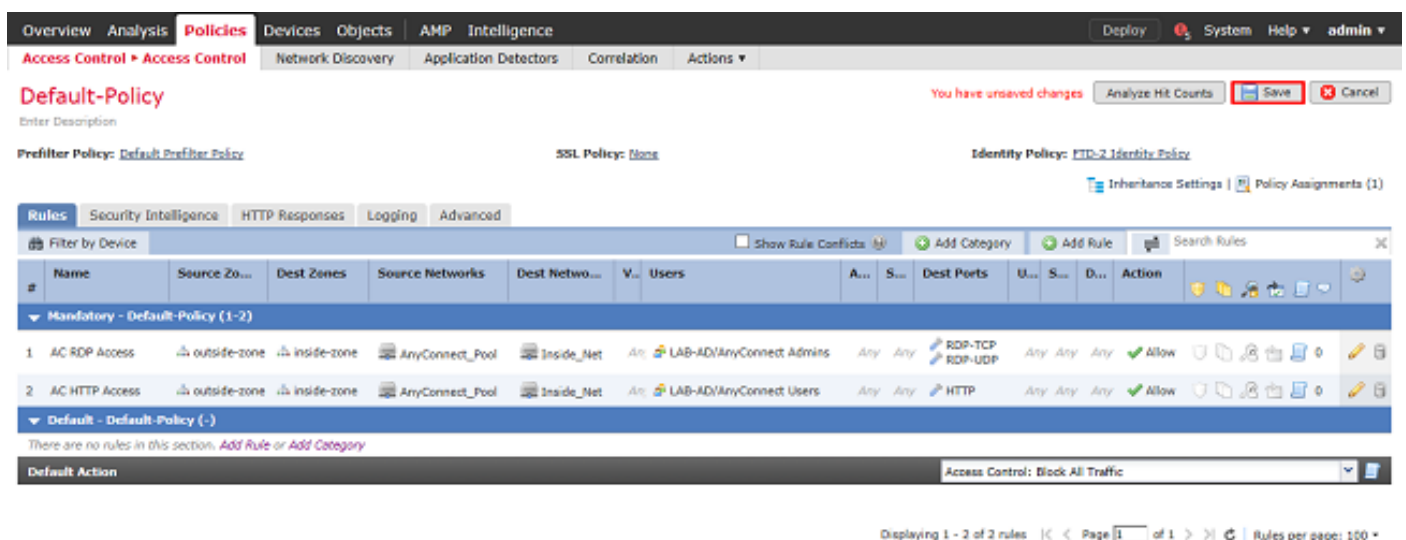 Overview Analysis Policies Devices Objects AMP Intelligence Deploy 5 System Help ▾ admin ▾
Access Control ▸ Access Control Network Discovery Application Detectors Correlation Actions ▾
Default-Policy
You have unsaved changes Analyze Hit Counts Save Cancel
Enter Description
Prefilter Policy: Default Prefilter Policy SSL Policy: None Identity Policy: FTD-2 Identity Policy
Inheritance Settings | Policy Assignments (1)
Rules Security Intelligence HTTP Responses Logging Advanced
Filter by Device Show Rule Conflicts Add Category Add Rule Search Rules
# Name Source Zo... Dest Zones Source Networks Dest Netwo... V... Users A... S... Dest Ports U... S... D... Action
Mandatory - Default-Policy (1-2)
1 AC RDP Access outside-zone inside-zone AnyConnect_Pool Inside_Net An LAB-AD/AnyConnect Admins Any Any RDP-TCP RDP-UDP Any Any Any Allow 0
2 AC HTTP Access outside-zone inside-zone AnyConnect_Pool Inside_Net An LAB-AD/AnyConnect Users Any Any HTTP Any Any Any Allow 0
Default - Default-Policy (-)
There are no rules in this section. Add Rule or Add Category
Default Action Access Control: Block All Traffic
Displaying 1 - 2 of 2 rules |< < Page 1 of 1 > >| Rules per page: 100 ▾